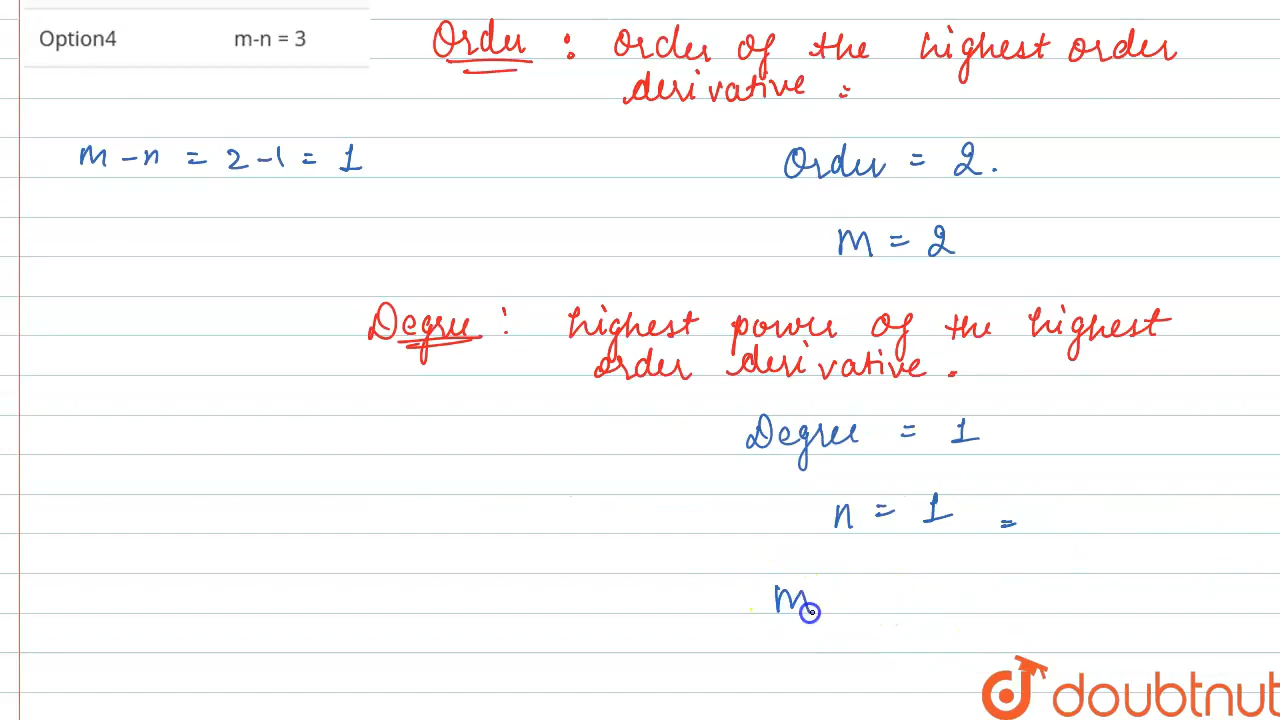 Option4 m-n = 3
Order : order of the highest order
derivative .
m - n = 2 - 1 = 1
Order = 2.
m = 2
Degree : highest power of the highest
order derivative .
Degree = 1
n = 1 =
m
doubtnut